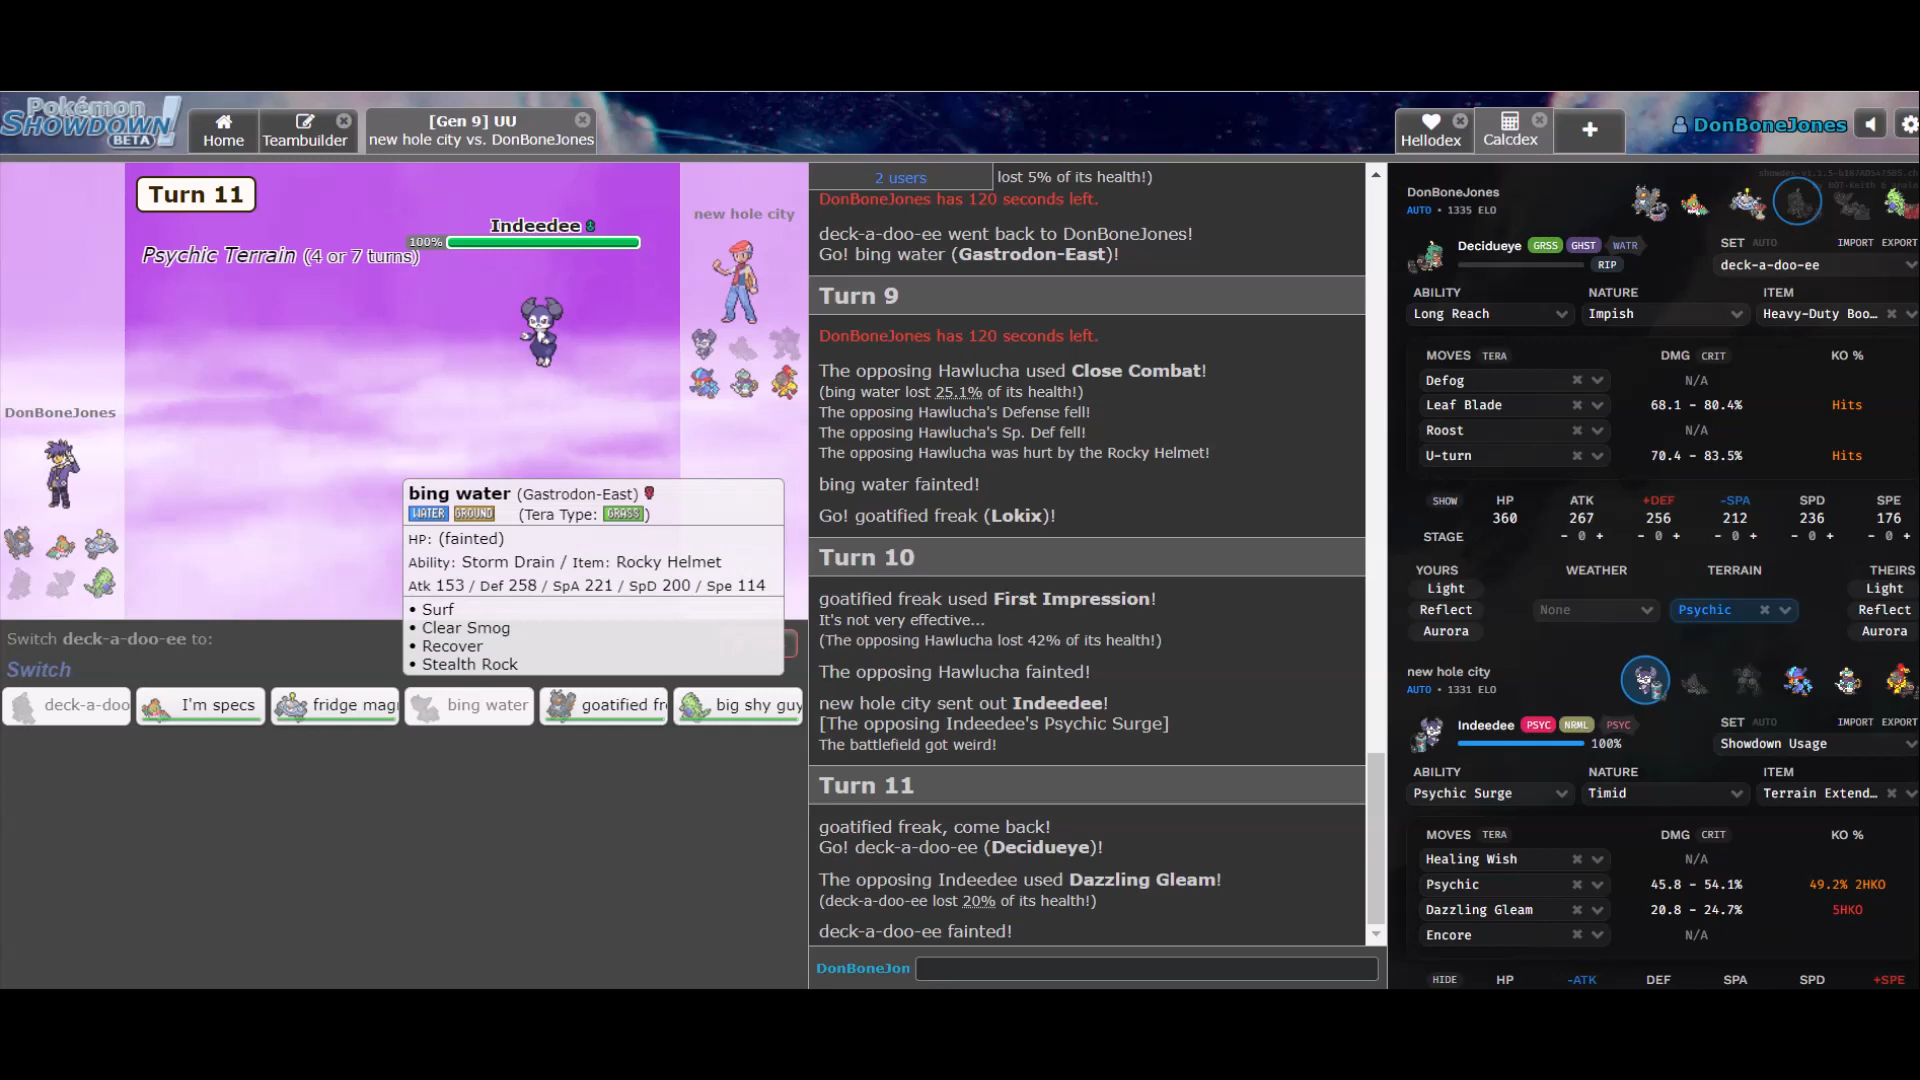 Pokémon
SHOWDOWN!
BETA
Home
Teambuilder
[Gen 9] UU
new hole city vs. DonBoneJones
Hellodex
Calcdex
DonBoneJones
Turn 11
Indeedee
100%
Psychic Terrain (4 or 7 turns)
new hole city
DonBoneJones
bing water (Gastrodon-East)
WATER GROUND (Tera Type: GRASS)
HP: (fainted)
Ability: Storm Drain / Item: Rocky Helmet
Atk 153 / Def 258 / SpA 221 / SpD 200 / Spe 114
• Surf
• Clear Smog
• Recover
• Stealth Rock
Switch deck-a-doo-ee to:
Switch
deck-a-doo
I'm specs
fridge mag
bing water
goatified fr
big shy guy
2 users
lost 5% of its health!)
DonBoneJones has 120 seconds left.
deck-a-doo-ee went back to DonBoneJones!
Go! bing water (Gastrodon-East)!
Turn 9
DonBoneJones has 120 seconds left.
The opposing Hawlucha used Close Combat!
(bing water lost 25.1% of its health!)
The opposing Hawlucha's Defense fell!
The opposing Hawlucha's Sp. Def fell!
The opposing Hawlucha was hurt by the Rocky Helmet!
bing water fainted!
Go! goatified freak (Lokix)!
Turn 10
goatified freak used First Impression!
It's not very effective...
(The opposing Hawlucha lost 42% of its health!)
The opposing Hawlucha fainted!
new hole city sent out Indeedee!
[The opposing Indeedee's Psychic Surge]
The battlefield got weird!
Turn 11
goatified freak, come back!
Go! deck-a-doo-ee (Decidueye)!
The opposing Indeedee used Dazzling Gleam!
(deck-a-doo-ee lost 20% of its health!)
deck-a-doo-ee fainted!
DonBoneJon
DonBoneJones
AUTO • 1335 ELO
Decidueye GRSS GHST WATR
RIP
SET AUTO IMPORT EXPORT
deck-a-doo-ee
ABILITY NATURE ITEM
Long Reach Impish Heavy-Duty Boo...
MOVES TERA DMG CRIT KO %
Defog N/A
Leaf Blade 68.1 - 80.4% Hits
Roost N/A
U-turn 70.4 - 83.5% Hits
SHOW HP ATK +DEF -SPA SPD SPE
360 267 256 212 236 176
STAGE - 0 + - 0 + - 0 + - 0 + - 0 +
YOURS WEATHER TERRAIN THEIRS
Light Light
Reflect None Psychic Reflect
Aurora Aurora
new hole city
AUTO • 1331 ELO
Indeedee PSYC NRML PSYC
100%
SET AUTO IMPORT EXPORT
Showdown Usage
ABILITY NATURE ITEM
Psychic Surge Timid Terrain Extend...
MOVES TERA DMG CRIT KO %
Healing Wish N/A
Psychic 45.8 - 54.1% 49.2% 2HKO
Dazzling Gleam 20.8 - 24.7% 5HKO
Encore N/A
HIDE HP -ATK DEF SPA SPD +SPE